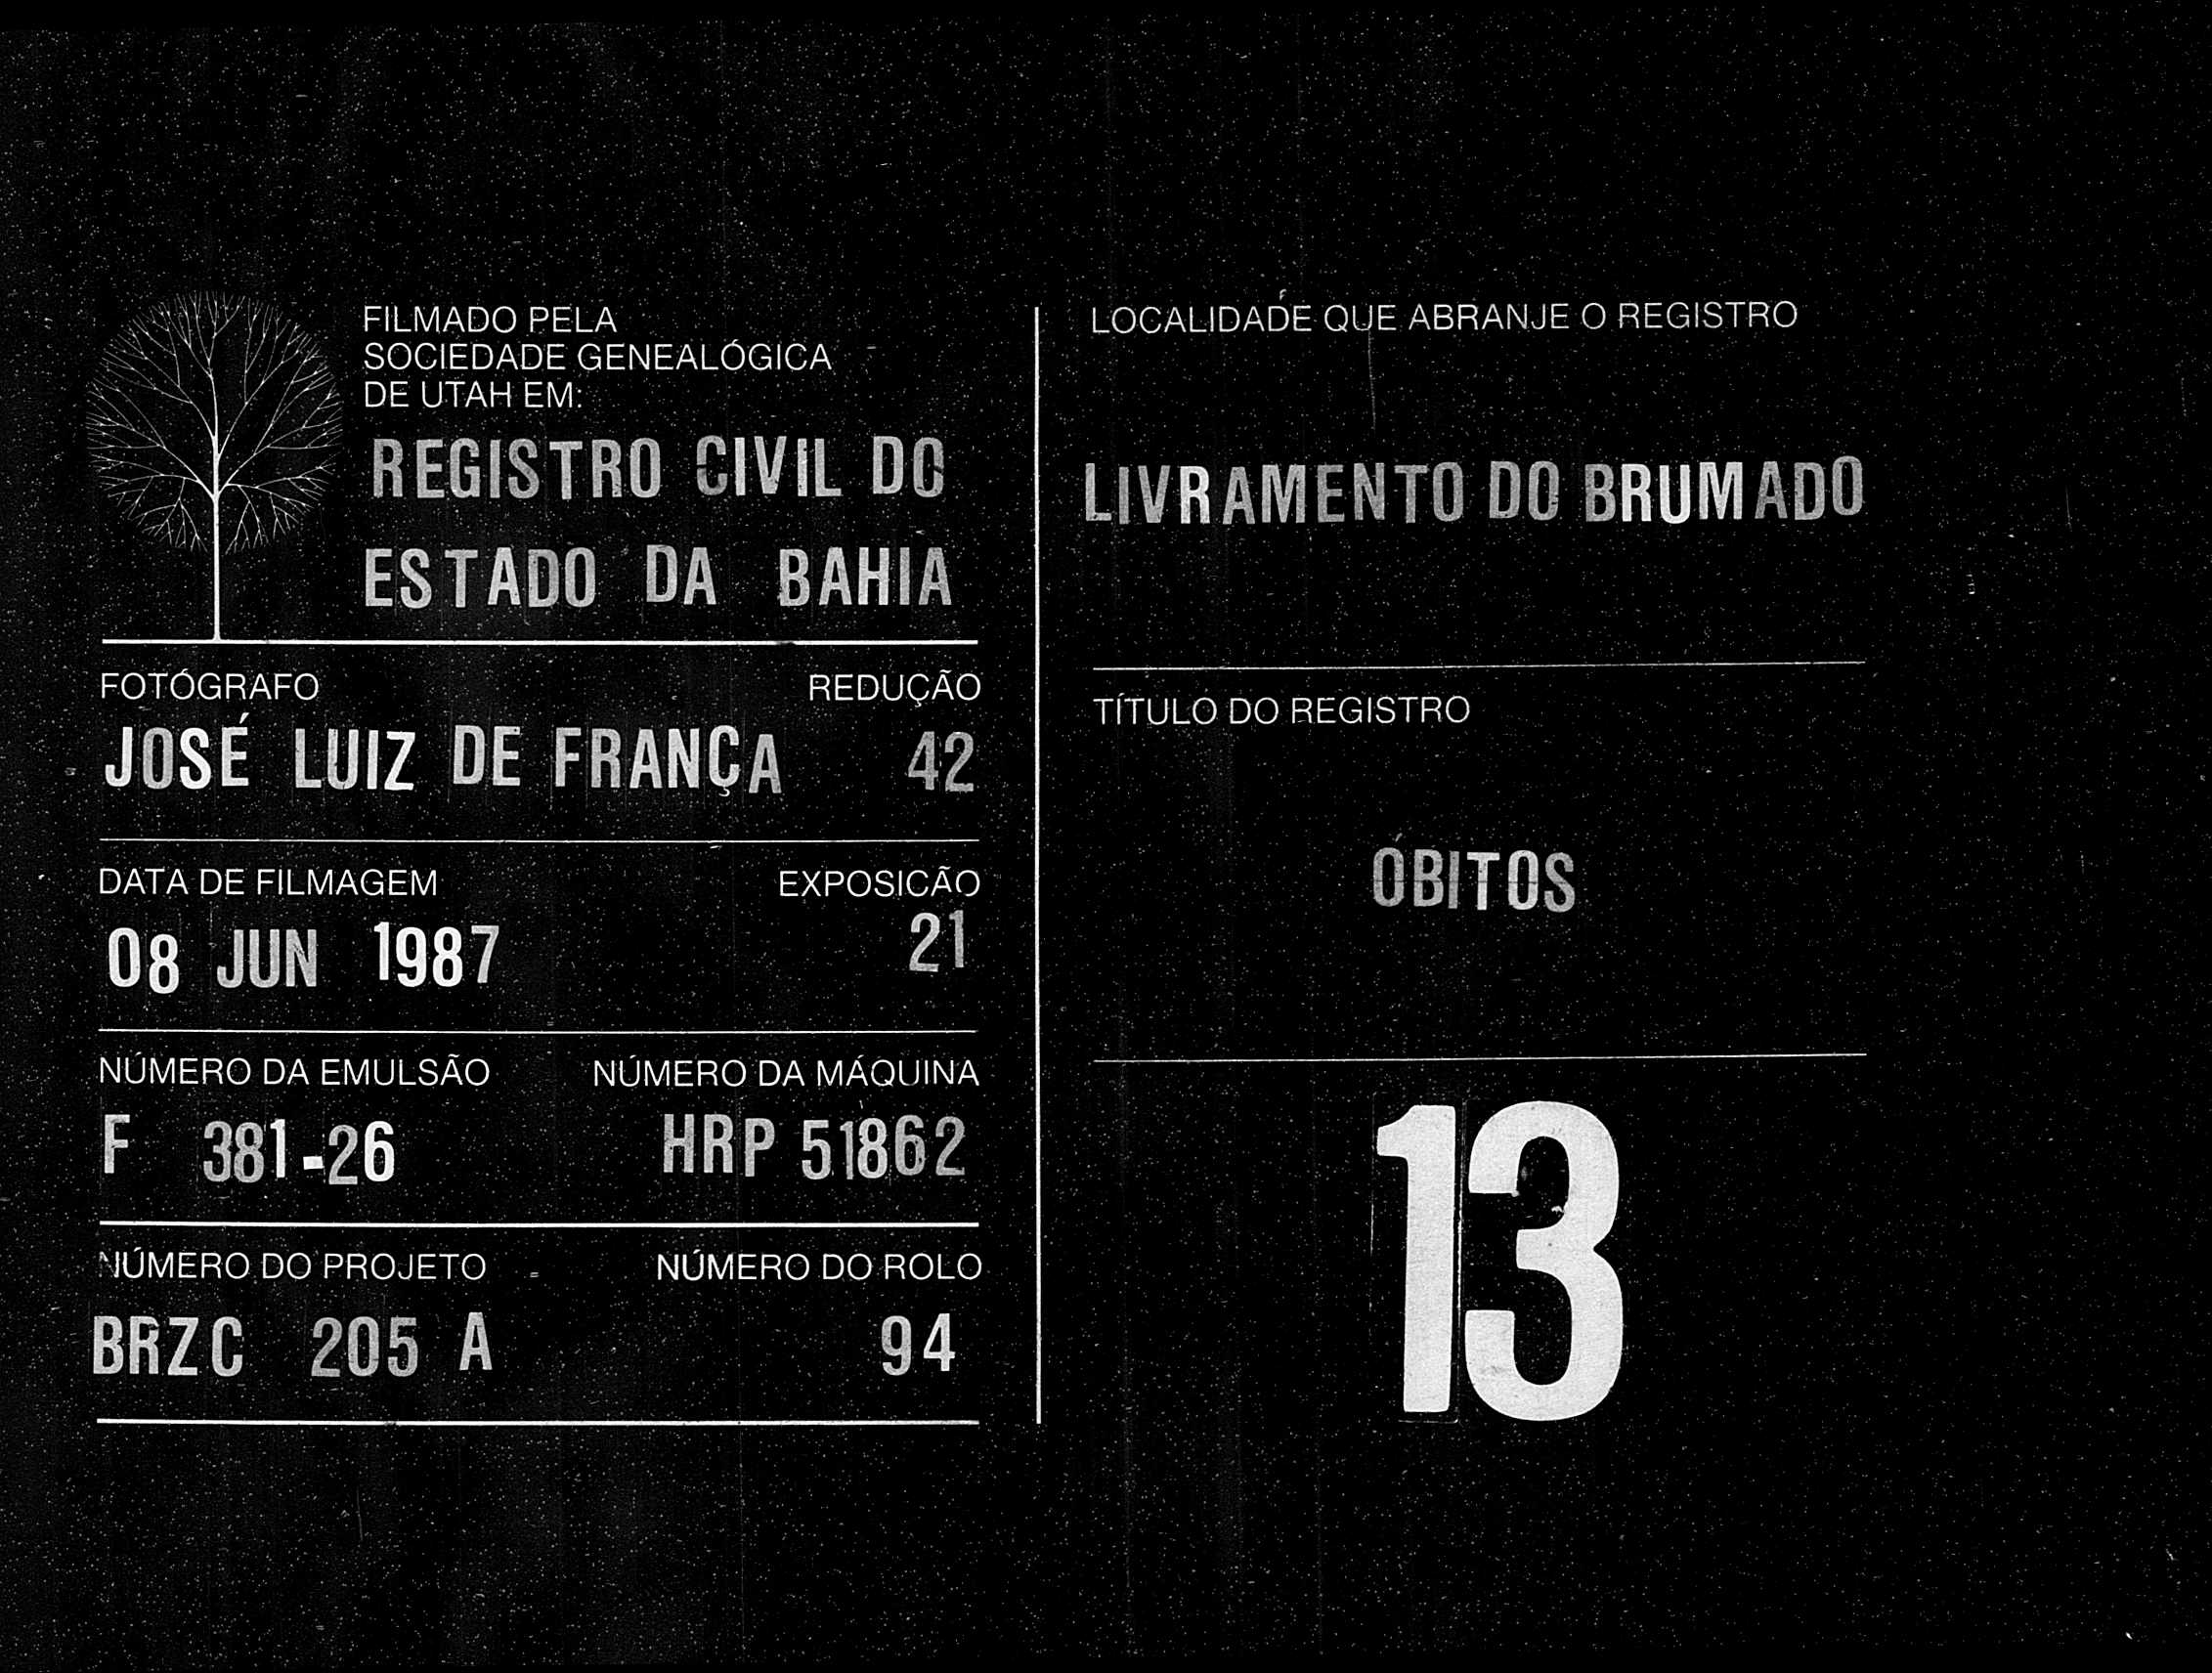 FILMADO PELA
SOCIEDADE GENEALÓGICA
DE UTAH EM:
REGISTRO CIVIL DO
ESTADO DA BAHIA
FOTÓGRAFO REDUÇÃO
JOSÉ LUIZ DE FRANÇA 42
DATA DE FILMAGEM EXPOSIÇÃO
08 JUN 1987 21
NÚMERO DA EMULSÃO NÚMERO DA MÁQUINA
F 381-26 HRP 51862
NÚMERO DO PROJETO NÚMERO DO ROLO
BRZC 205 A 94
LOCALIDADE QUE ABRANJE O REGISTRO
LIVRAMENTO DO BRUMADO
TÍTULO DO REGISTRO
ÓBITOS
13